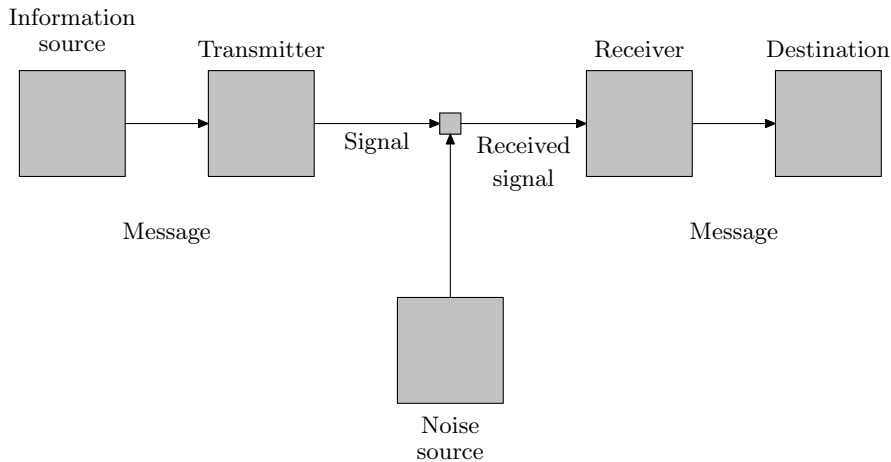 Information
source
Transmitter
Receiver
Destination
Signal
Received
signal
Message
Message
Noise
source